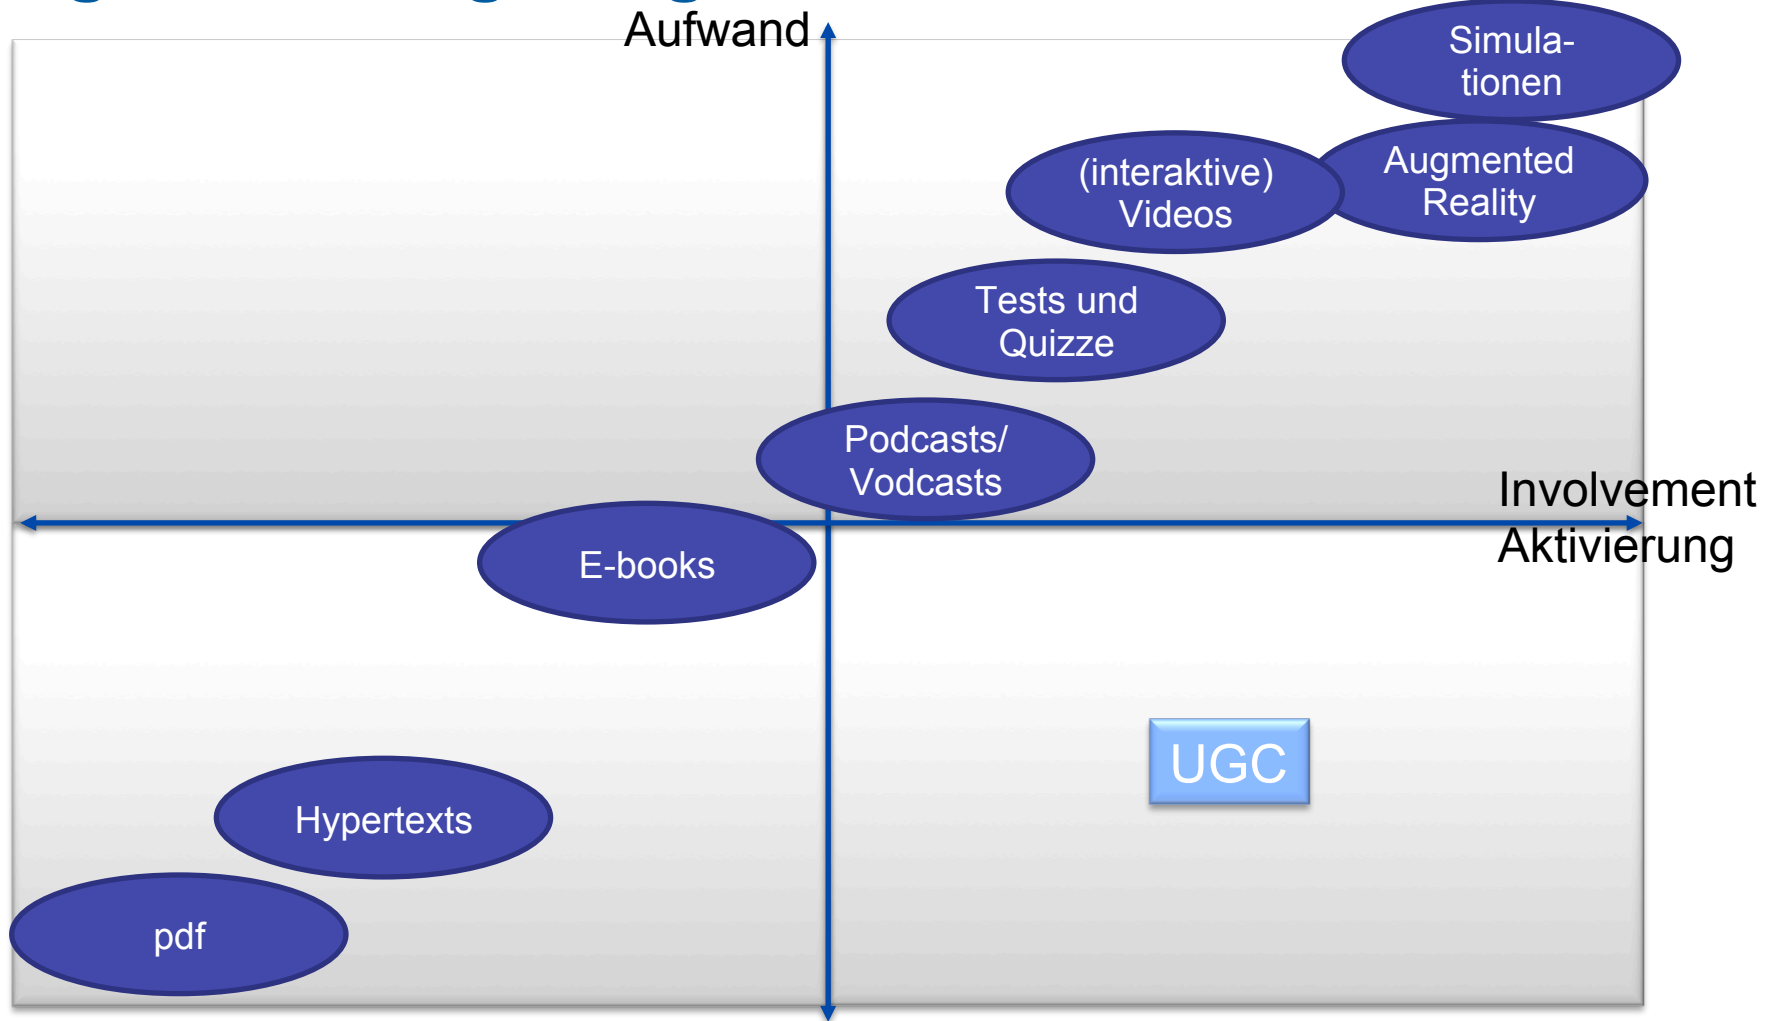 Aufwand
Simula-
tionen
(interaktive)
Videos
Augmented
Reality
Tests und
Quizze
Podcasts/
Vodcasts
Involvement
Aktivierung
E-books
UGC
Hypertexts
pdf